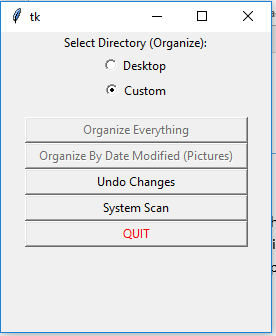 tk
Select Directory (Organize):
Desktop
Custom
Organize Everything
Organize By Date Modified (Pictures)
Undo Changes
System Scan
QUIT